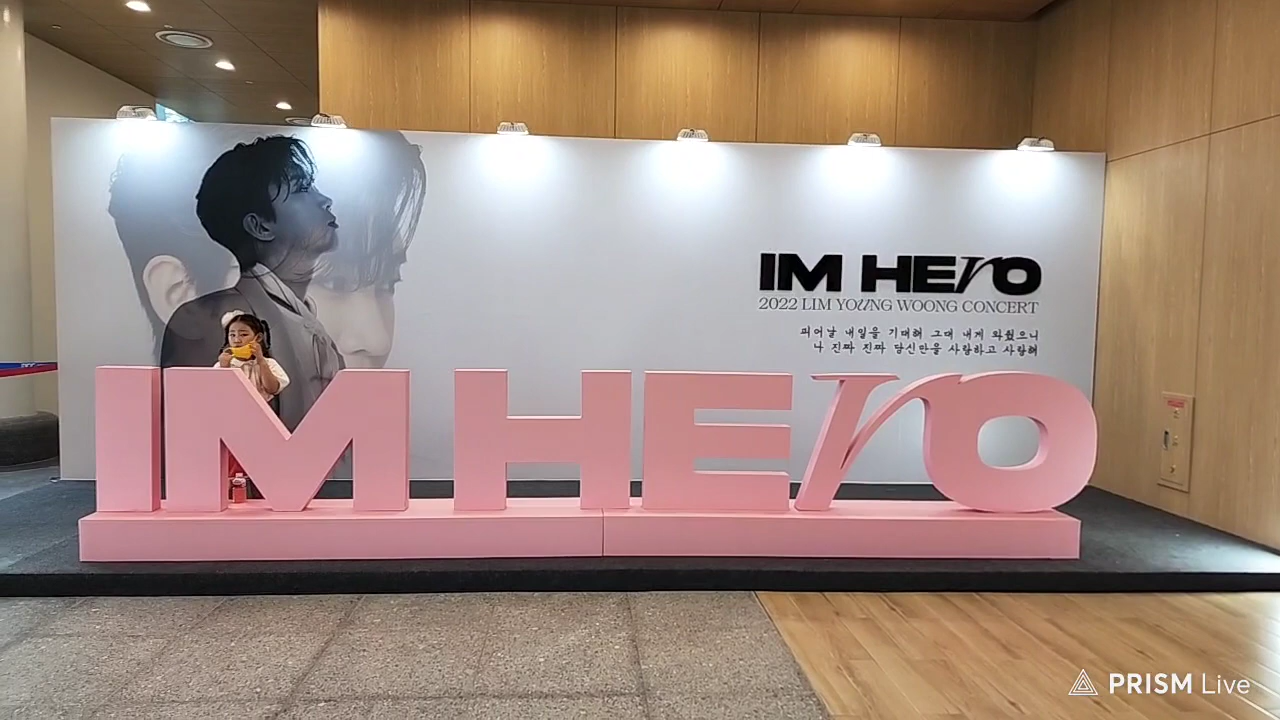 IM HERO
2022 LIM YOUNG WOONG CONCERT
피어날 내일을 기대해 그대 내게 와줬으니
나 진짜 진짜 당신만을 사랑하고 사랑해
IM HERO
PRISM Live